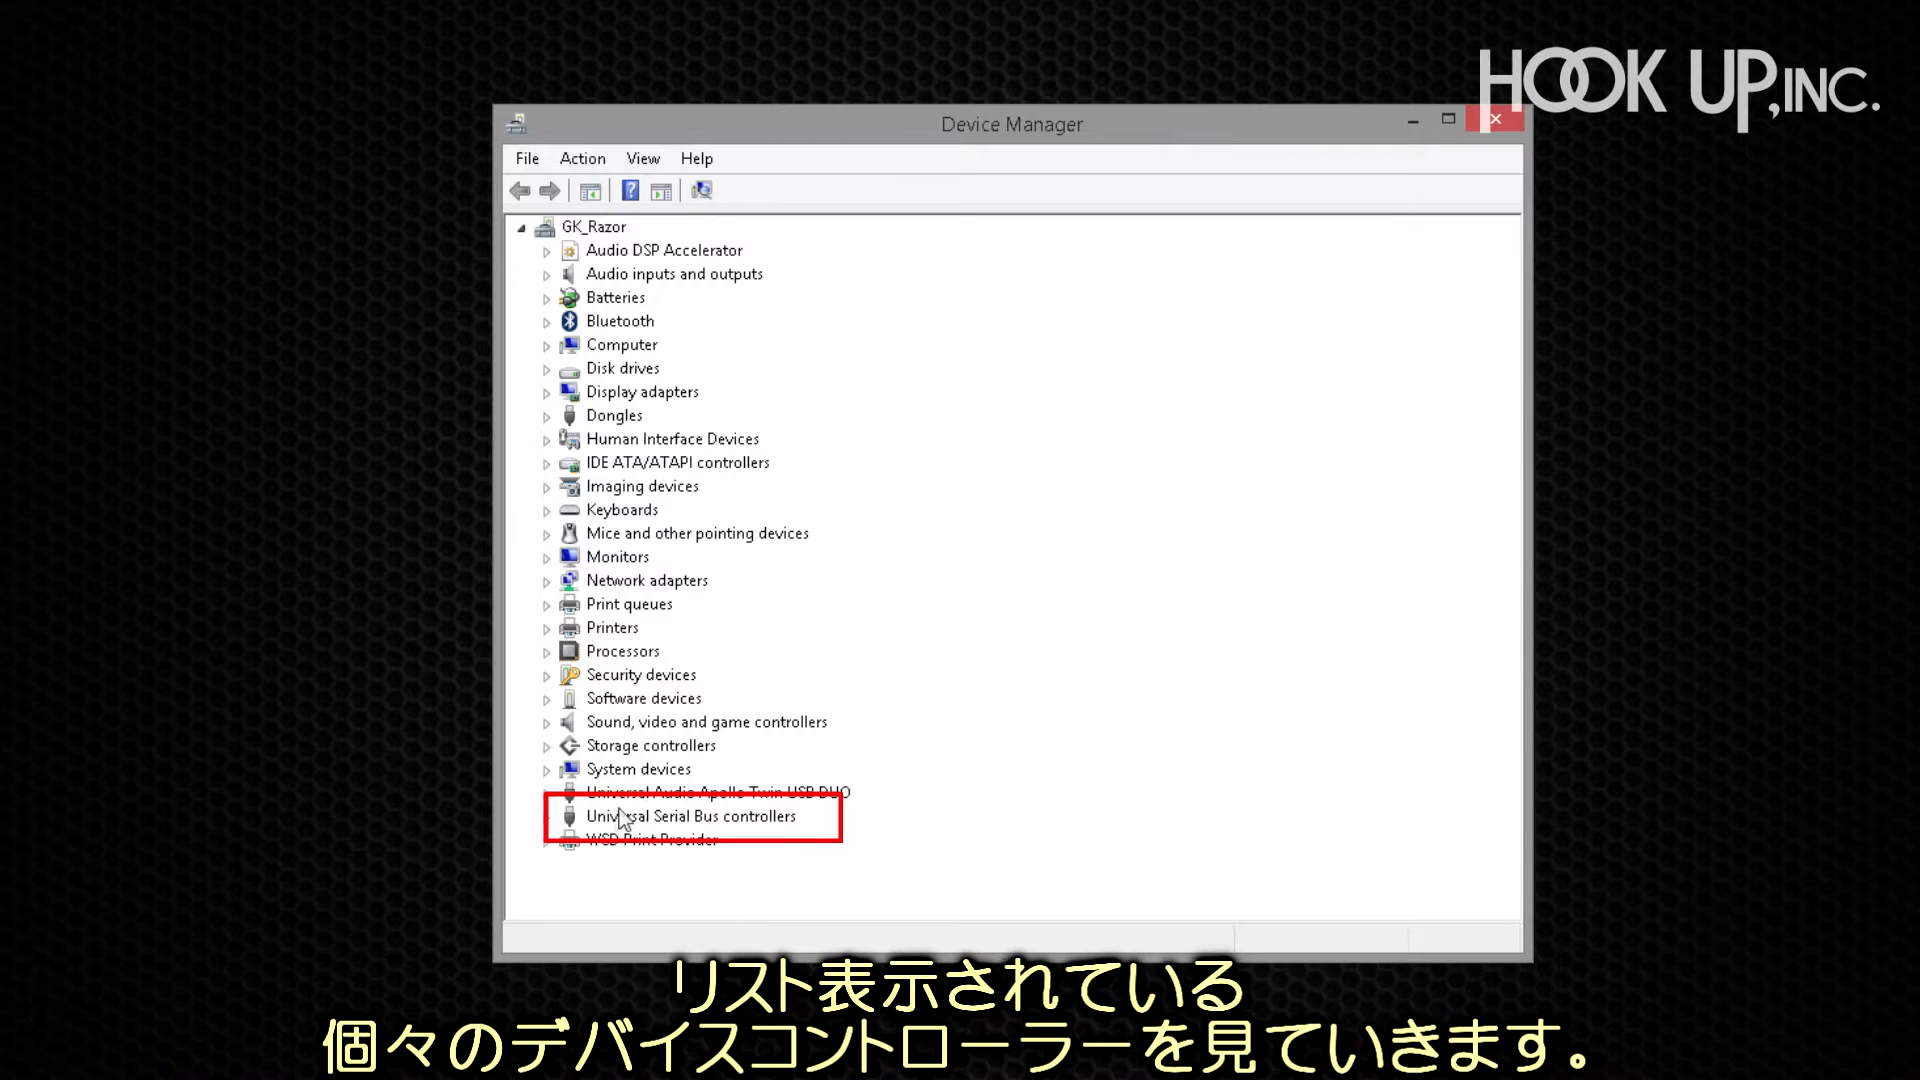 HOOK UP,INC.
Device Manager
File Action View Help
GK_Razor
Audio DSP Accelerator
Audio inputs and outputs
Batteries
Bluetooth
Computer
Disk drives
Display adapters
Dongles
Human Interface Devices
IDE ATA/ATAPI controllers
Imaging devices
Keyboards
Mice and other pointing devices
Monitors
Network adapters
Print queues
Printers
Processors
Security devices
Software devices
Sound, video and game controllers
Storage controllers
System devices
Universal Audio Apollo Twin USB DUO
Universal Serial Bus controllers
WSD Print Provider
リスト表示されている
個々のデバイスコントローラーを見ていきます。